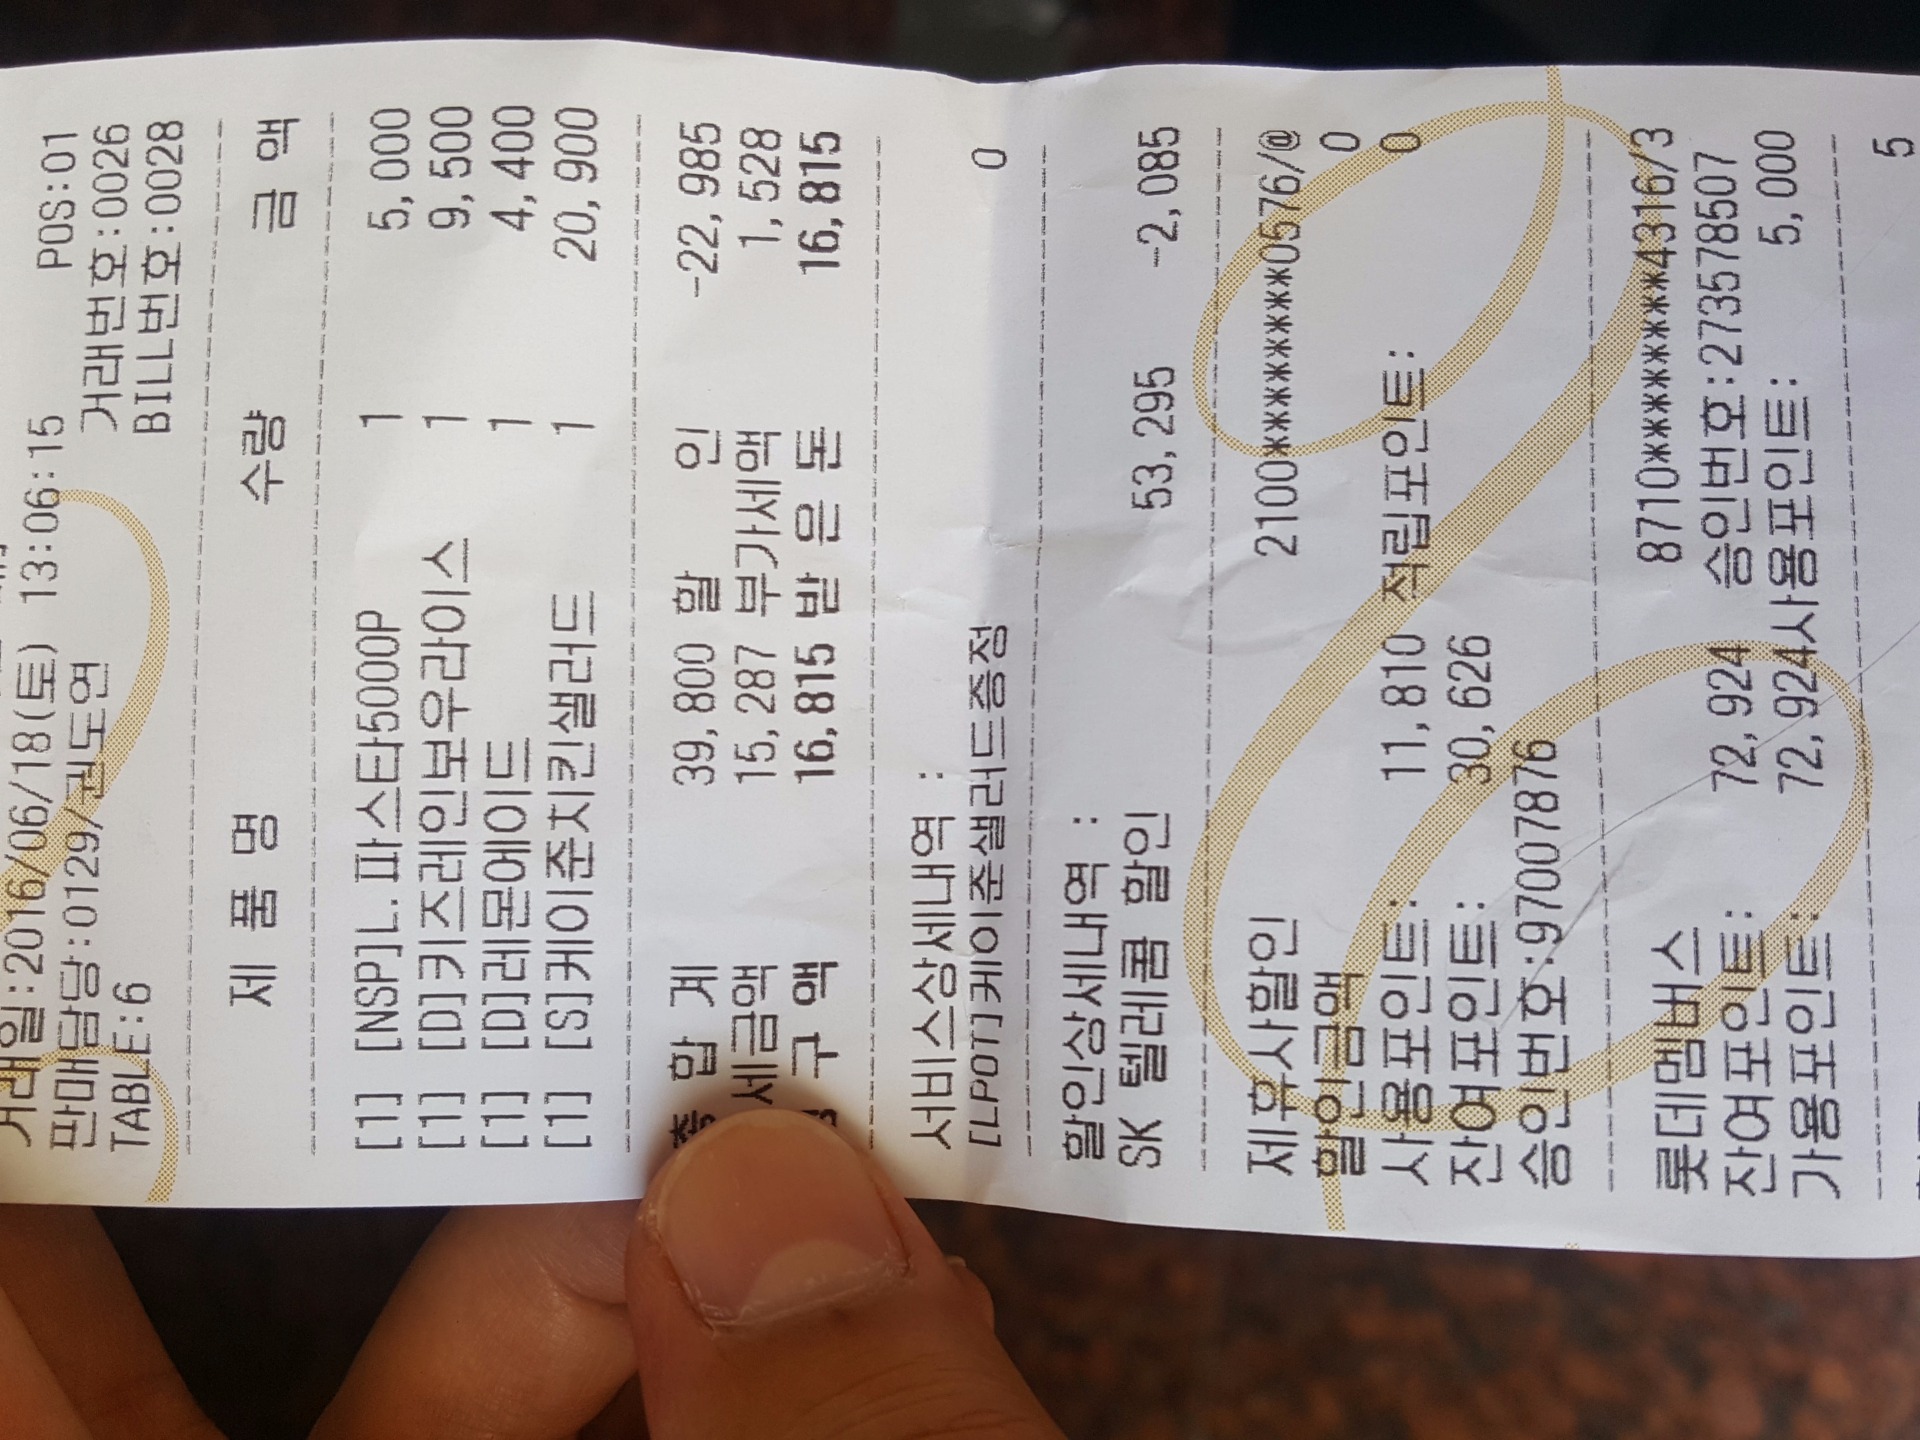 거래일:2016/06/18(토) 13:06:15 POS:01
판매담당:0129/권도연 거래번호:0026
TABLE:6 BILL번호:0028
제 품 명 수량 금 액
[1] [NSP]L.파스타5000P 1 5,000
[1] [D]키즈레인보우라이스 1 9,500
[1] [D]레몬에이드 1 4,400
[1] [S]케이준치킨샐러드 1 20,900
총 합 계 39,800 할 인 -22,985
세금액 15,287 부가세액 1,528
구 액 16,815 받 은 돈 16,815
서비스상세내역 :
[LPOT]케이준샐러드증정 0
할인상세내역 :
SK 텔레콤 할인 53,295 -2,085
제휴사할인 2100*********0576/@
할인금액 0
사용포인트: 11,810 적립포인트: 0
잔여포인트: 30,626
승인번호:97007876
롯데멤버스 8710*********4316/3
잔여포인트: 72,924 승인번호:2735778507
가용포인트: 72,924사용포인트: 5,000
5